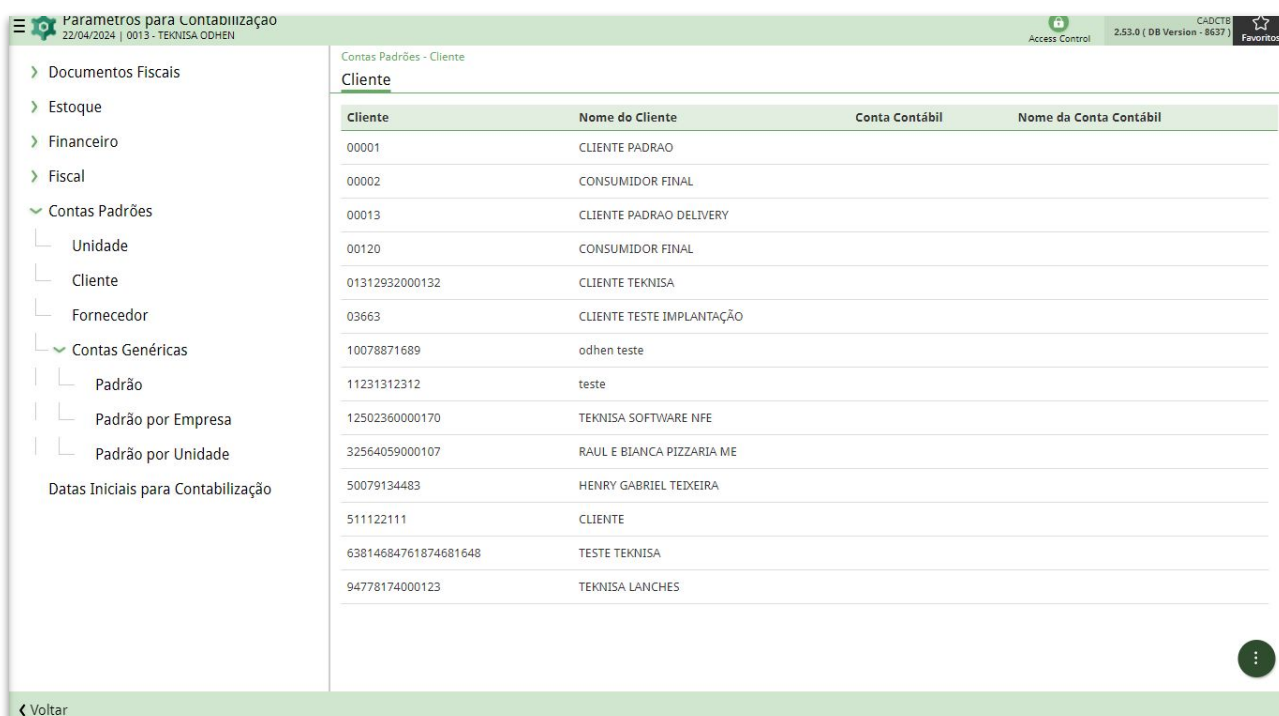 Parametros para Contabilização
22/04/2024 | 0013 - TEKNISA ODHEN
Access Control
CADCTB
2.53.0 ( DB Version - 8637 )
Favoritos
Documentos Fiscais
Estoque
Financeiro
Fiscal
Contas Padrões
Unidade
Cliente
Fornecedor
Contas Genéricas
Padrão
Padrão por Empresa
Padrão por Unidade
Datas Iniciais para Contabilização
Contas Padrões - Cliente
Cliente
Cliente Nome do Cliente Conta Contábil Nome da Conta Contábil
00001 CLIENTE PADRAO
00002 CONSUMIDOR FINAL
00013 CLIENTE PADRAO DELIVERY
00120 CONSUMIDOR FINAL
01312932000132 CLIENTE TEKNISA
03663 CLIENTE TESTE IMPLANTAÇÃO
10078871689 odhen teste
11231312312 teste
12502360000170 TEKNISA SOFTWARE NFE
32564059000107 RAUL E BIANCA PIZZARIA ME
50079134483 HENRY GABRIEL TEIXEIRA
511122111 CLIENTE
63814684761874681648 TESTE TEKNISA
94778174000123 TEKNISA LANCHES
Voltar